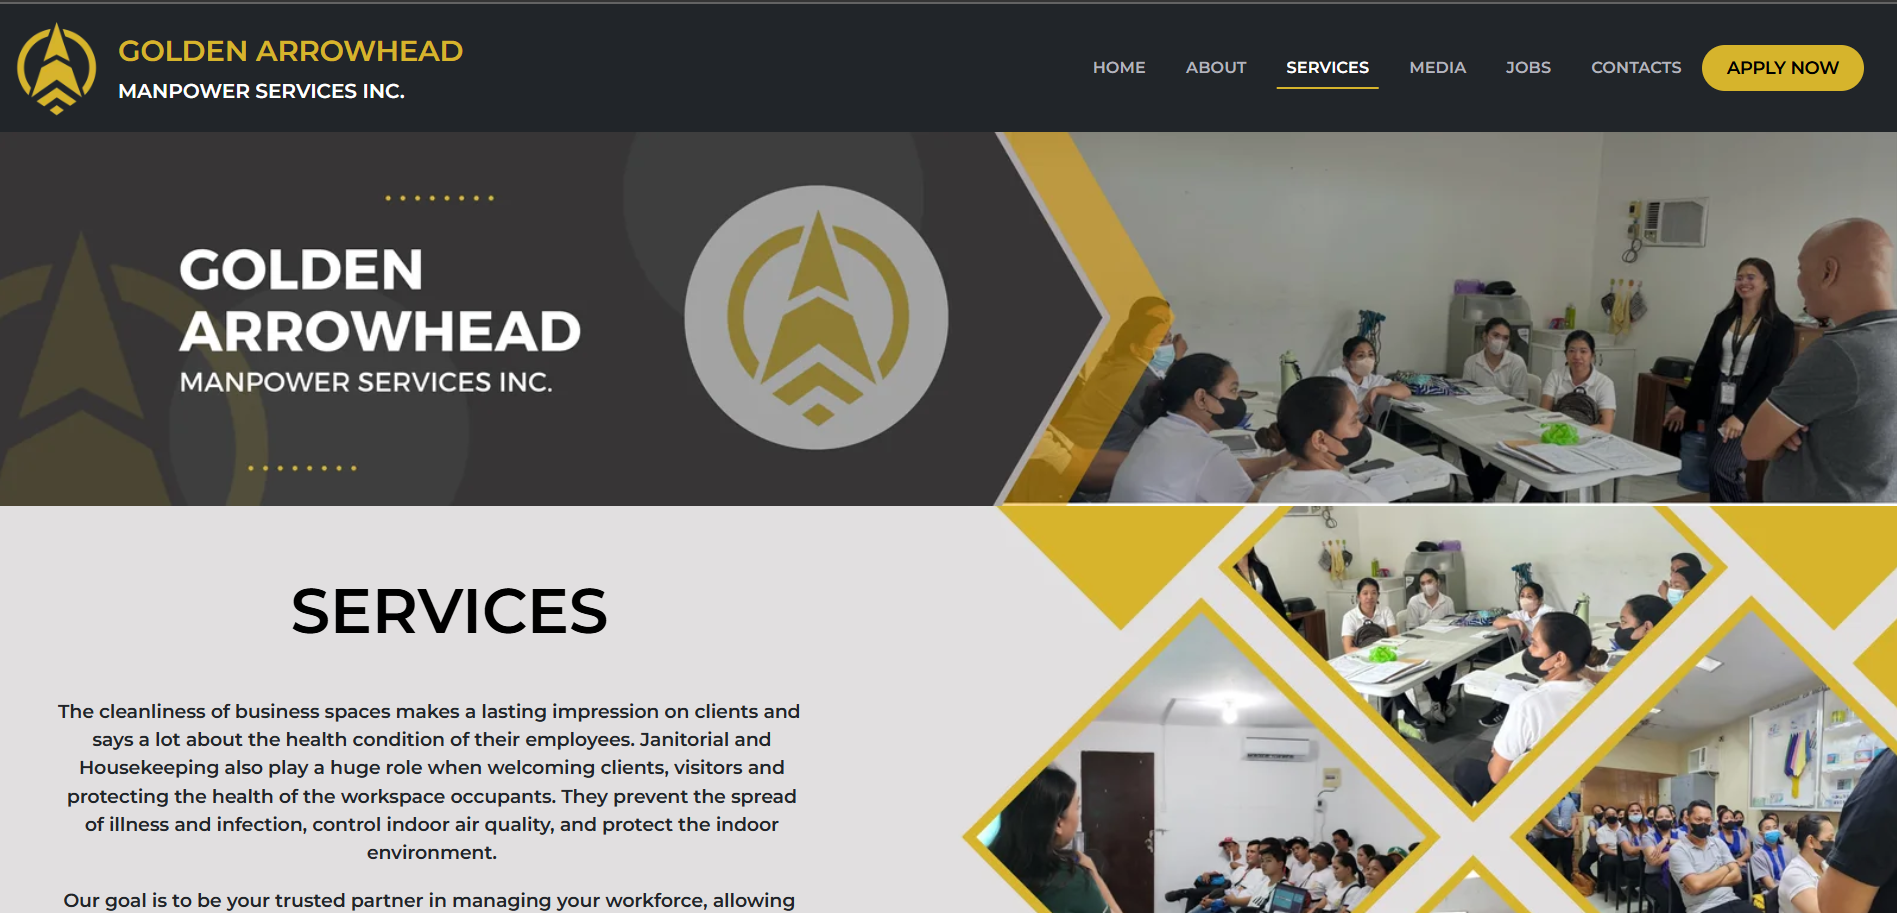 GOLDEN ARROWHEAD
MANPOWER SERVICES INC.
HOME ABOUT SERVICES MEDIA JOBS CONTACTS APPLY NOW
GOLDEN
ARROWHEAD
MANPOWER SERVICES INC.
SERVICES
The cleanliness of business spaces makes a lasting impression on clients and
says a lot about the health condition of their employees. Janitorial and
Housekeeping also play a huge role when welcoming clients, visitors and
protecting the health of the workspace occupants. They prevent the spread
of illness and infection, control indoor air quality, and protect the indoor
environment.
Our goal is to be your trusted partner in managing your workforce, allowing